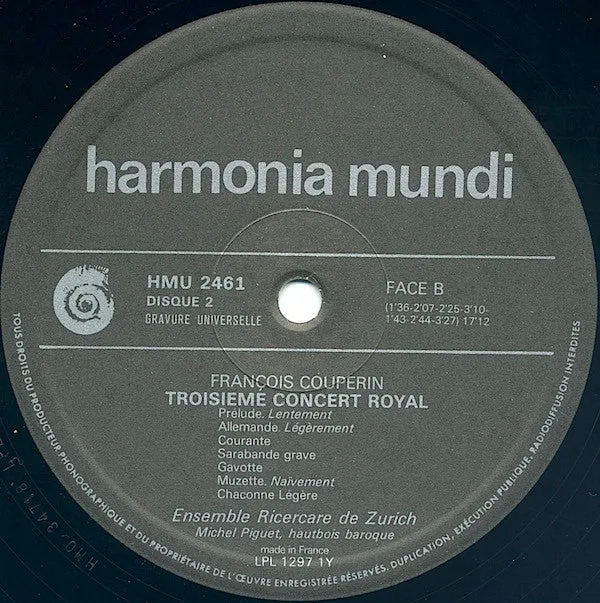 harmonia mundi
HMU 2461
DISQUE 2
GRAVURE UNIVERSELLE
FACE B
(1'36-2'07-2'25-3'10-
1'43-2'44-3'27) 17'12
FRANÇOIS COUPERIN
TROISIEME CONCERT ROYAL
Prélude. Lentement
Allemande. Légèrement
Courante
Sarabande grave
Gavotte
Muzette. Naïvement
Chaconne Légère
Ensemble Ricercare de Zurich
Michel Piguet, hautbois baroque
made in France
LPL 1297 1Y
TOUS DROITS DU PRODUCTEUR PHONOGRAPHIQUE ET DU PROPRIÉTAIRE DE L'ŒUVRE ENREGISTRÉE RÉSERVÉS. DUPLICATION, EXÉCUTION PUBLIQUE, RADIODIFFUSION INTERDITES